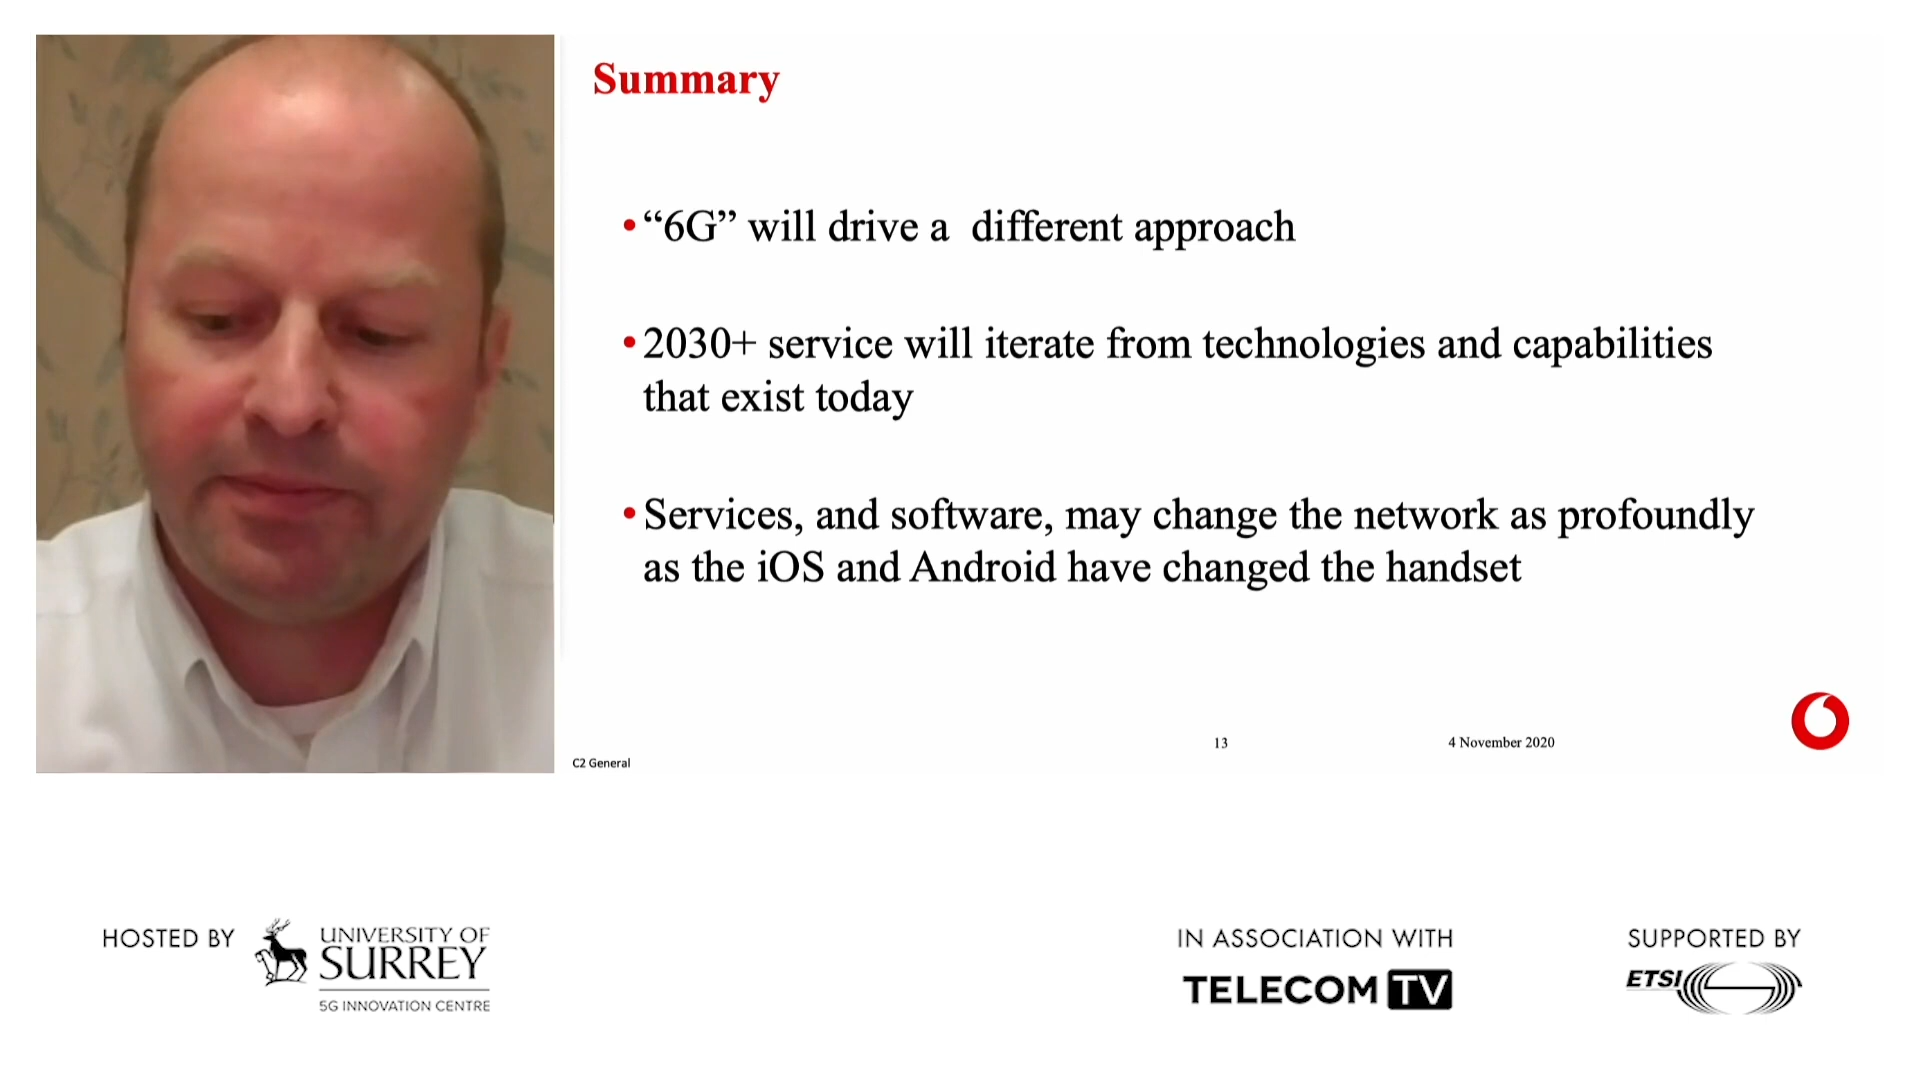 Summary
•“6G” will drive a  different approach
•2030+ service will iterate from technologies and capabilities
that exist today
•Services, and software, may change the network as profoundly
as the iOS and Android have changed the handset
13
4 November 2020
C2 General
HOSTED BY
UNIVERSITY OF
SURREY
5G INNOVATION CENTRE
IN ASSOCIATION WITH
TELECOM TV
SUPPORTED BY
ETSI